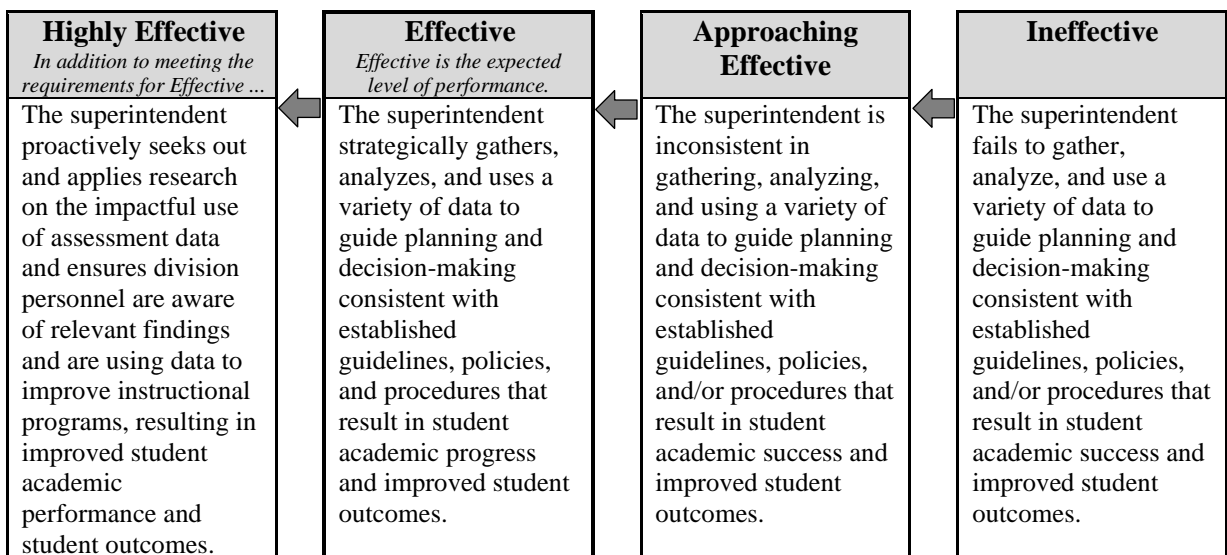 Highly Effective
In addition to meeting the
requirements for Effective ...
The superintendent
proactively seeks out
and applies research
on the impactful use
of assessment data
and ensures division
personnel are aware
of relevant findings
and are using data to
improve instructional
programs, resulting in
improved student
academic
performance and
student outcomes.
Effective
Effective is the expected
level of performance.
The superintendent
strategically gathers,
analyzes, and uses a
variety of data to
guide planning and
decision-making
consistent with
established
guidelines, policies,
and procedures that
result in student
academic progress
and improved student
outcomes.
Approaching
Effective
The superintendent is
inconsistent in
gathering, analyzing,
and using a variety of
data to guide planning
and decision-making
consistent with
established
guidelines, policies,
and/or procedures that
result in student
academic success and
improved student
outcomes.
Ineffective
The superintendent
fails to gather,
analyze, and use a
variety of data to
guide planning and
decision-making
consistent with
established
guidelines, policies,
and/or procedures that
result in student
academic success and
improved student
outcomes.